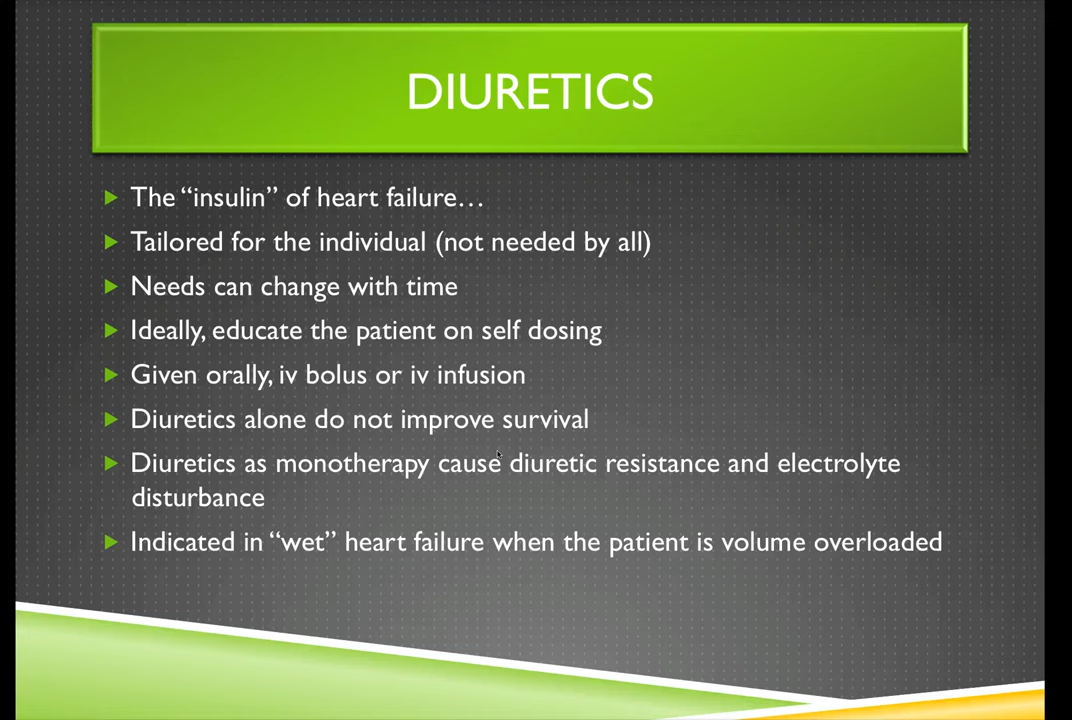 DIURETICS
The “insulin” of heart failure…
Tailored for the individual (not needed by all)
Needs can change with time
Ideally, educate the patient on self dosing
Given orally, iv bolus or iv infusion
Diuretics alone do not improve survival
Diuretics as monotherapy cause diuretic resistance and electrolyte
disturbance
Indicated in “wet” heart failure when the patient is volume overloaded